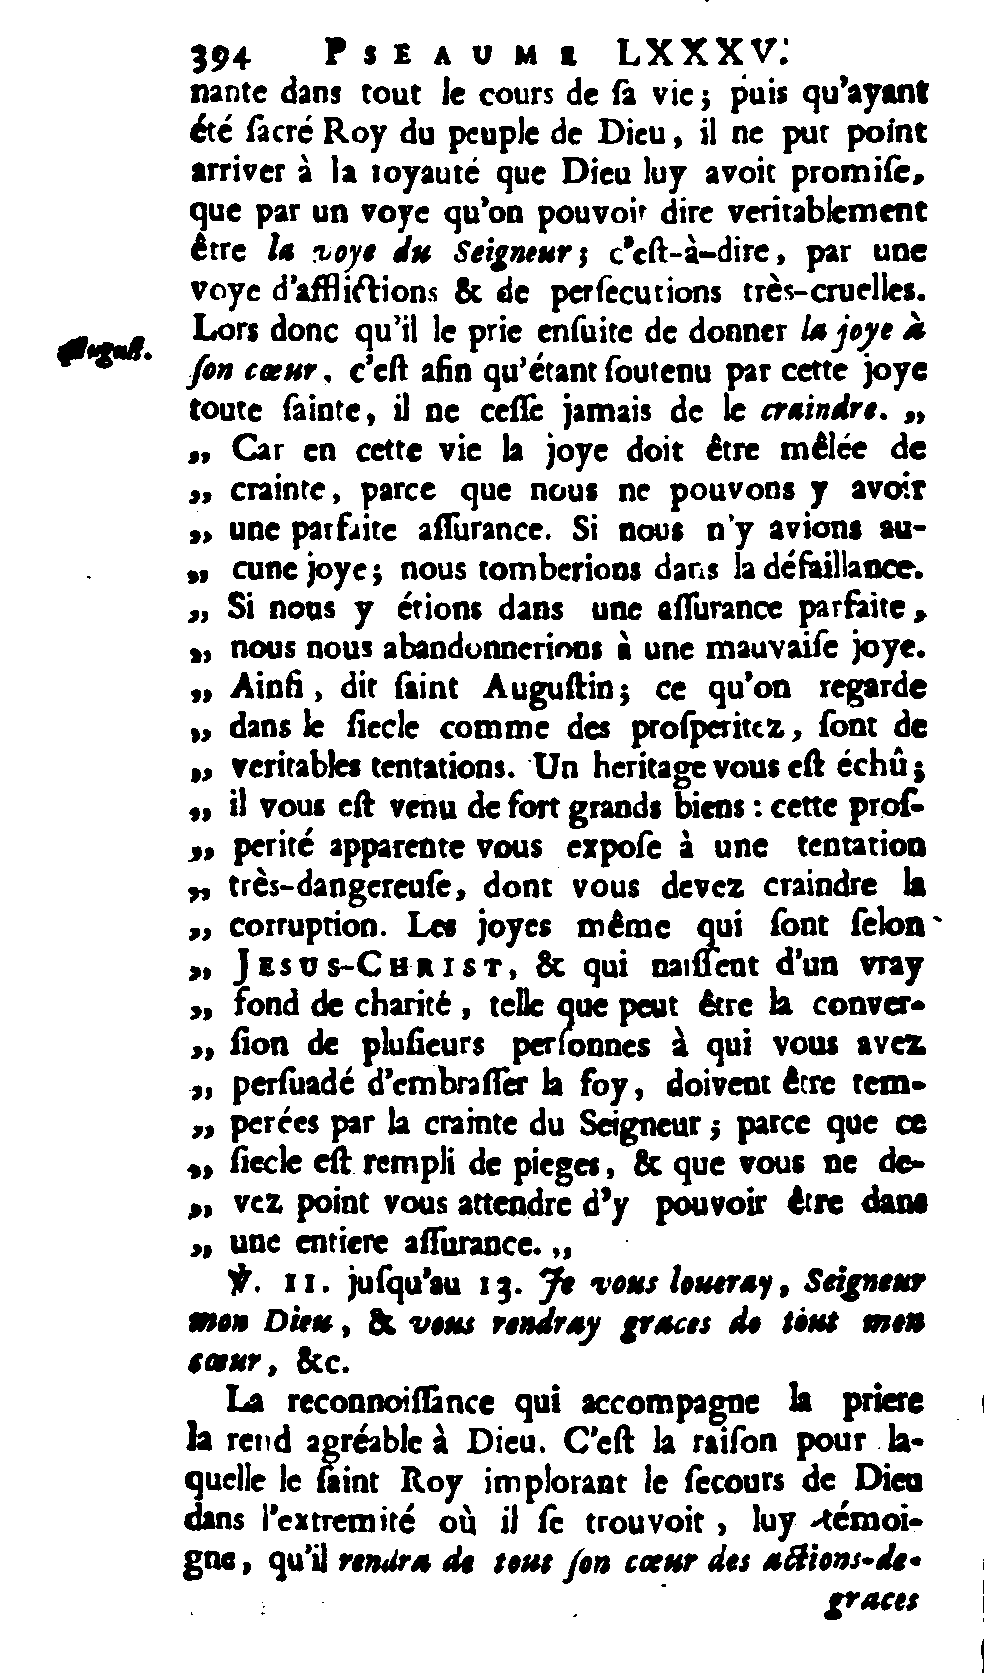 394 PSEAUME LXXXV.
nante dans tout le cours de ſa vie; puis qu'ayant
été ſacré Roy du peuple de Dieu, il ne put point
arriver à la royauté que Dieu luy avoit promiſe,
que par un voye qu'on pouvoit dire veritablement
être la voye du Seigneur; c'eſt-à-dire, par une
voye d'afflictions & de perſecutions très-cruelles.
Lors donc qu'il le prie enſuite de donner la joye à
Auguſt.
ſon cœur, c'eſt afin qu'étant ſoutenu par cette joye
toute ſainte, il ne ceſſe jamais de le craindre. „
„ Car en cette vie la joye doit être mêlée de
„ crainte, parce que nous ne pouvons y avoir
„ une parfaite aſſurance. Si nous n'y avions au-
„ cune joye; nous tomberions dans la défaillance.
„ Si nous y étions dans une aſſurance parfaite,
„ nous nous abandonnerions à une mauvaiſe joye.
„ Ainſi, dit ſaint Auguſtin; ce qu'on regarde
„ dans le ſiecle comme des proſperitez, ſont de
„ veritables tentations. Un heritage vous eſt échû;
„ il vous eſt venu de fort grands biens : cette proſ-
„ perité apparente vous expoſe à une tentation
„ très-dangereuſe, dont vous devez craindre la
„ corruption. Les joyes même qui ſont ſelon
„ JESUS-CHRIST, & qui naiſſent d'un vray
„ fond de charité, telle que peut être la conver-
„ ſion de pluſieurs perſonnes à qui vous avez
„ perſuadé d'embraſſer la foy, doivent être tem-
„ perées par la crainte du Seigneur; parce que ce
„ ſiecle eſt rempli de pieges, & que vous ne de-
„ vez point vous attendre d'y pouvoir être dans
„ une entiere aſſurance. „
℣. 11. juſqu'au 13. Je vous loueray, Seigneur
mon Dieu, & vous rendray graces de tout mon
cœur, &c.
La reconnoiſſance qui accompagne la priere
la rend agréable à Dieu. C'eſt la raiſon pour la-
quelle le ſaint Roy implorant le ſecours de Dieu
dans l'extremité où il ſe trouvoit, luy témoi-
gne, qu'il rendra de tout ſon cœur des actions-de-
graces